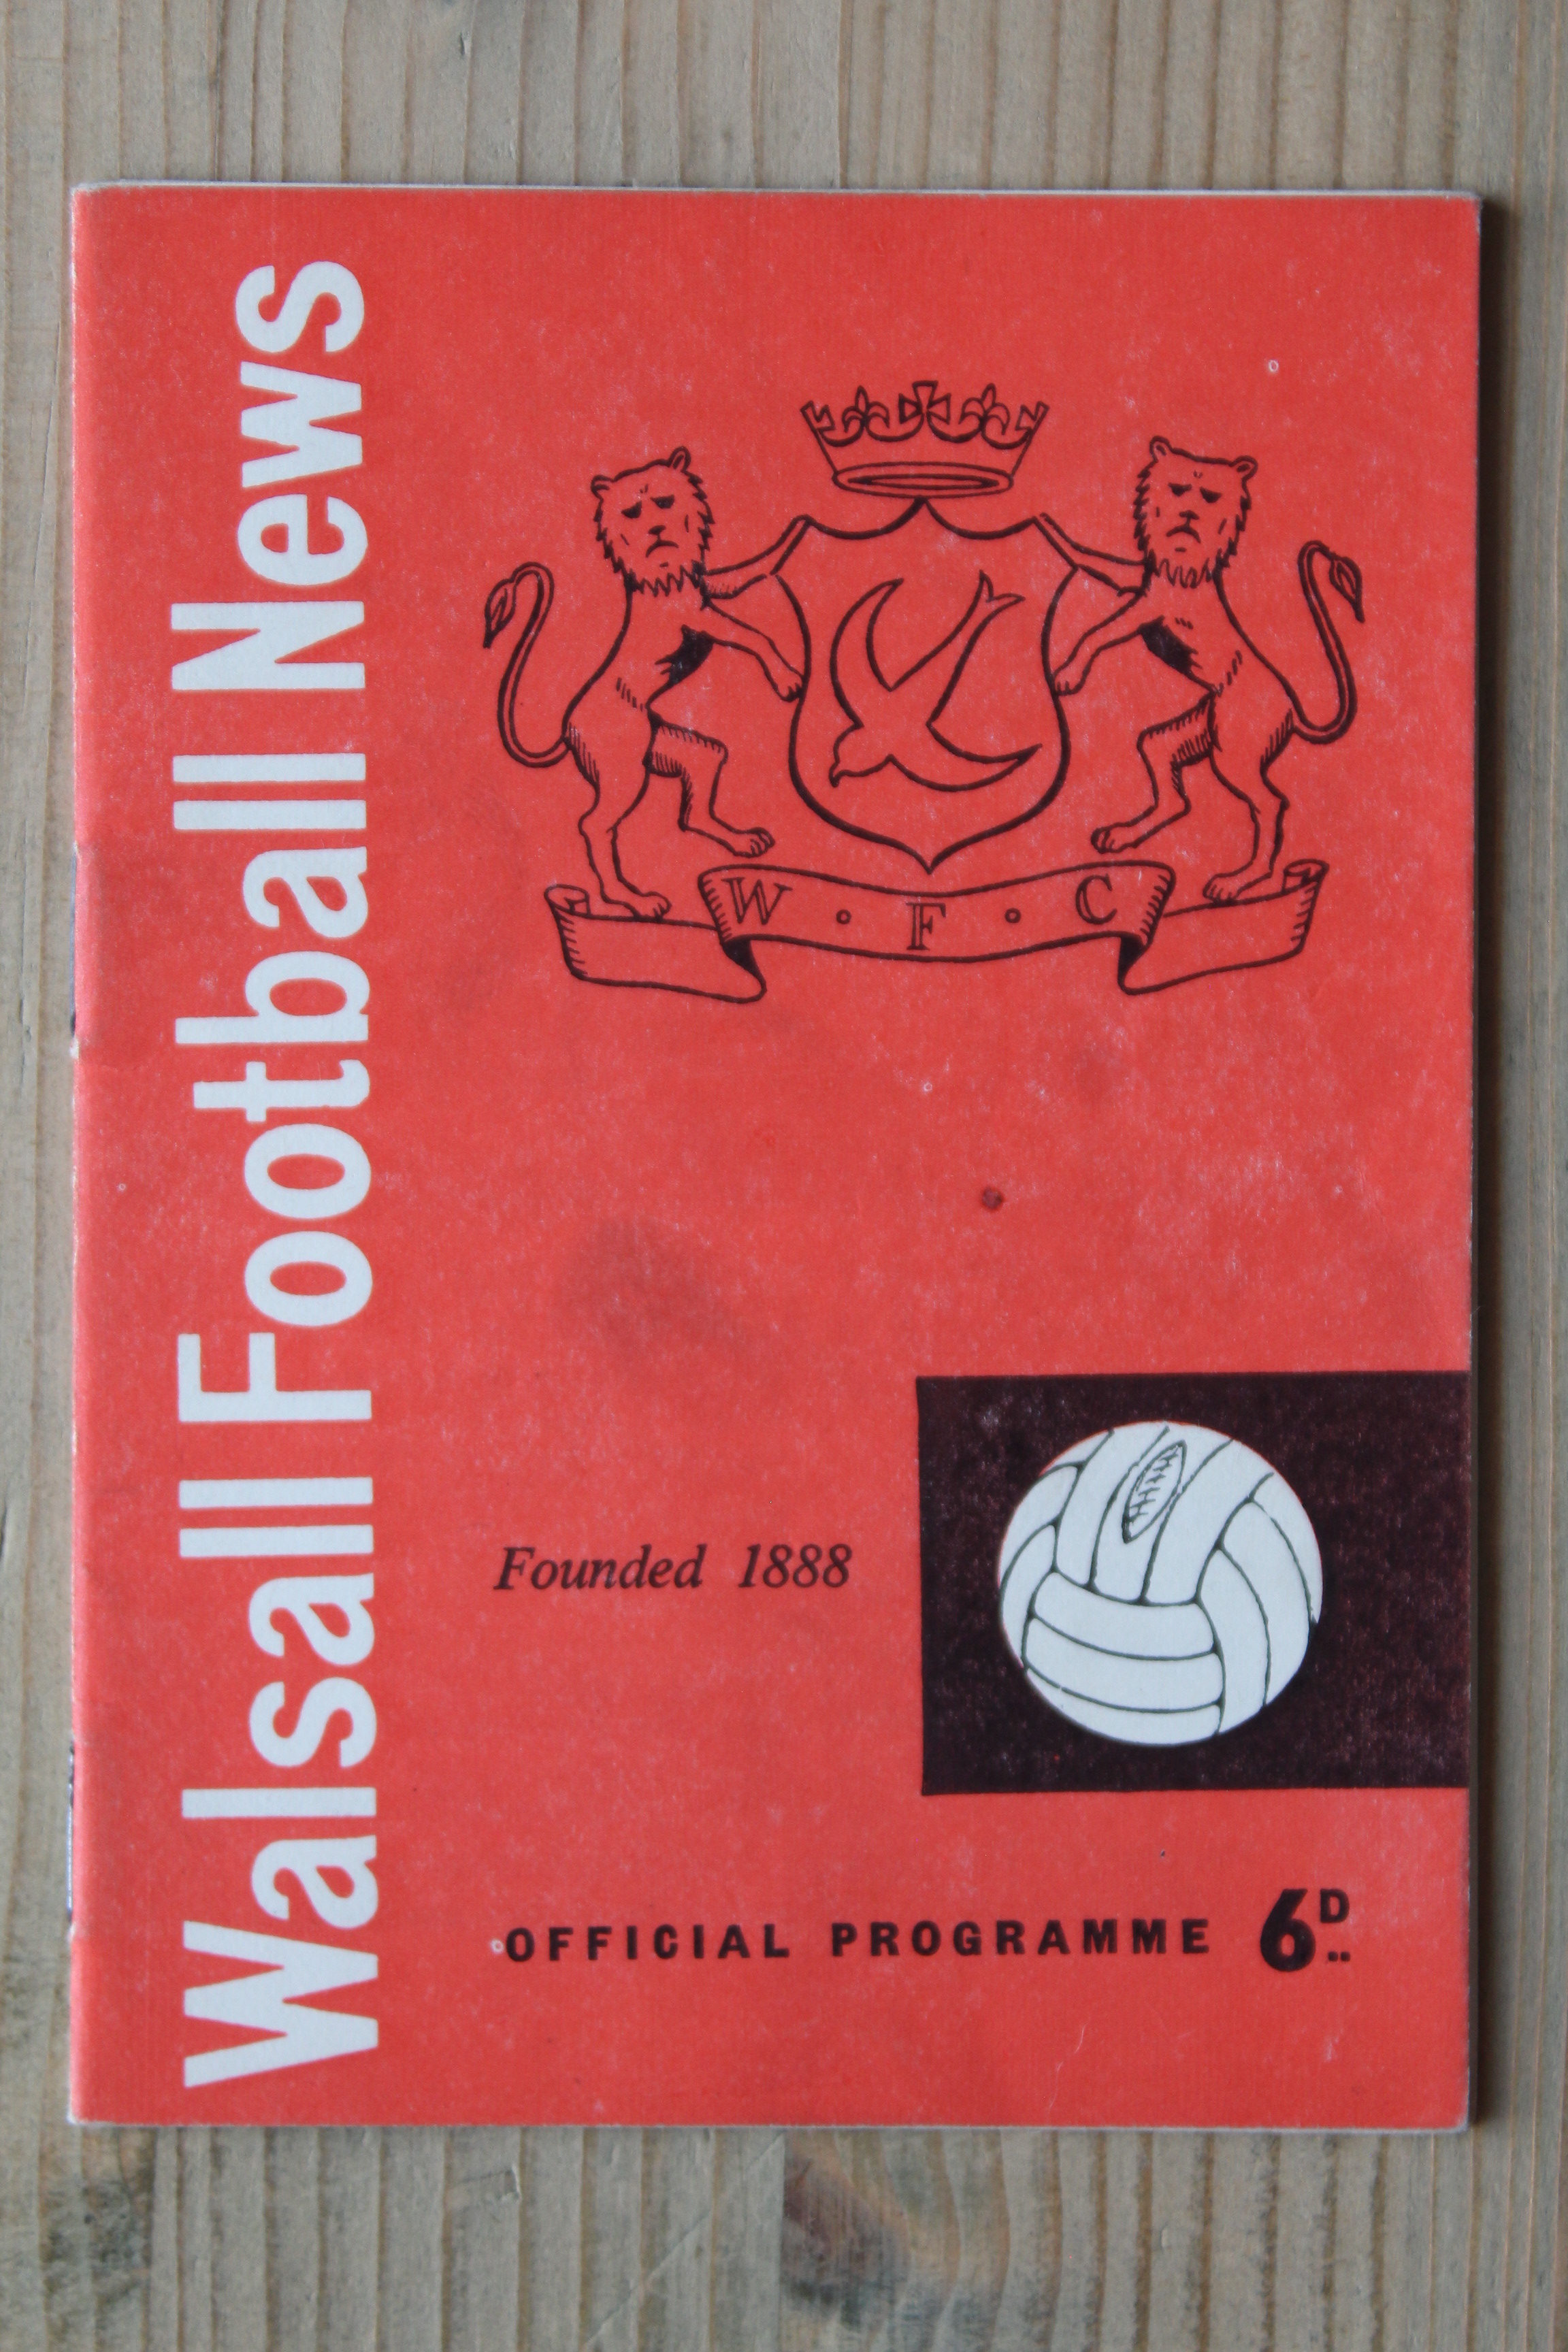 Walsall Football News
W · F · C
Founded 1888
OFFICIAL PROGRAMME 6D..